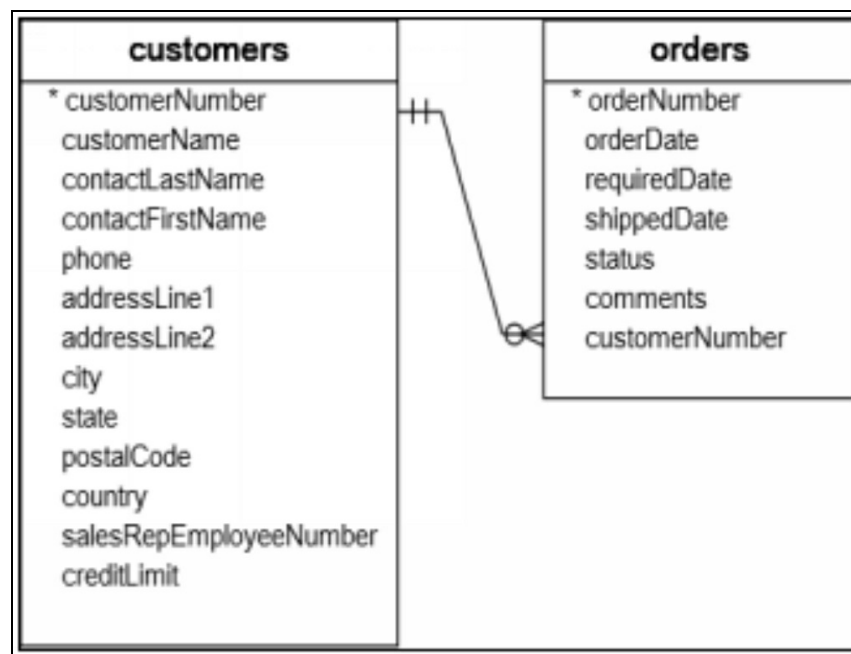 customers
* customerNumber
customerName
contactLastName
contactFirstName
phone
addressLine1
addressLine2
city
state
postalCode
country
salesRepEmployeeNumber
creditLimit
orders
* orderNumber
orderDate
requiredDate
shippedDate
status
comments
customerNumber